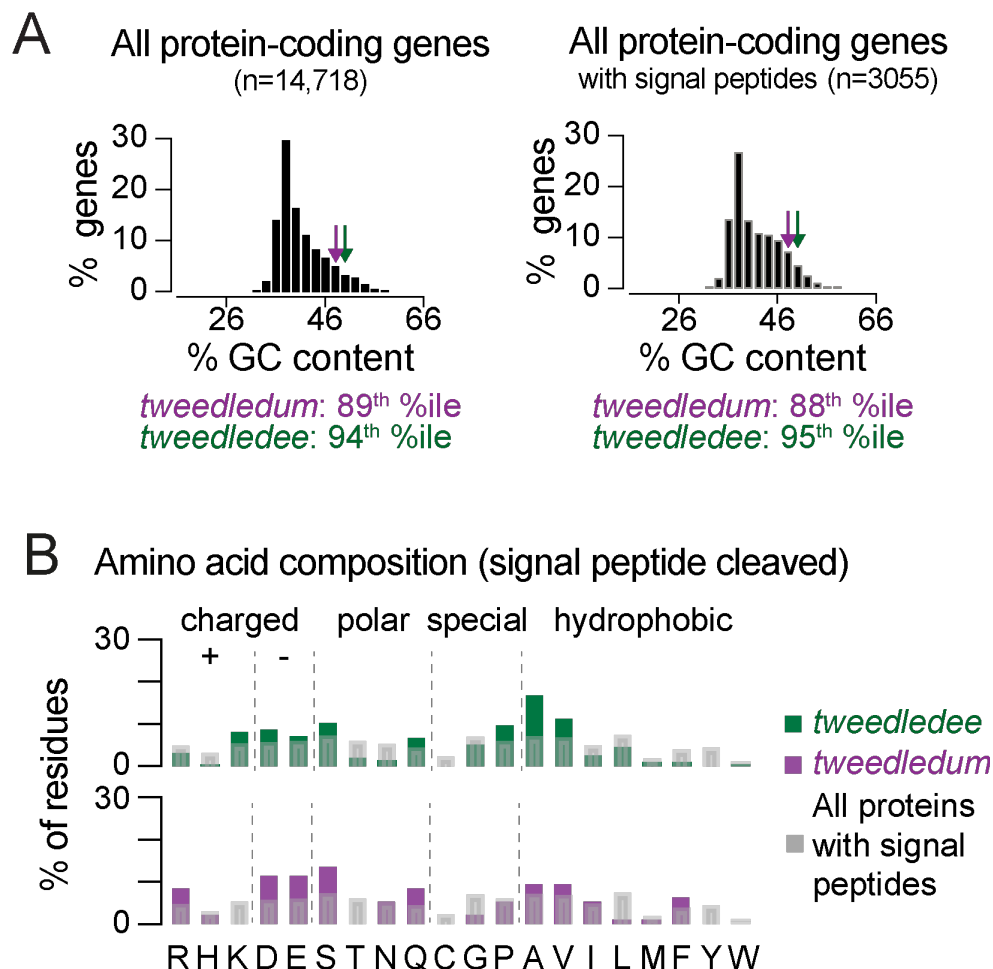 A
All protein-coding genes
(n=14,718)
% genes
30
20
10
0
26 46 66
% GC content
tweedledum: 89th %ile
tweedledee: 94th %ile
All protein-coding genes
with signal peptides (n=3055)
% genes
30
20
10
0
26 46 66
% GC content
tweedledum: 88th %ile
tweedledee: 95th %ile
B Amino acid composition (signal peptide cleaved)
charged polar special hydrophobic
+ -
% of residues
30
0
30
0
R H K D E S T N Q C G P A V I L M F Y W
tweedledee
tweedledum
All proteins
with signal
peptides